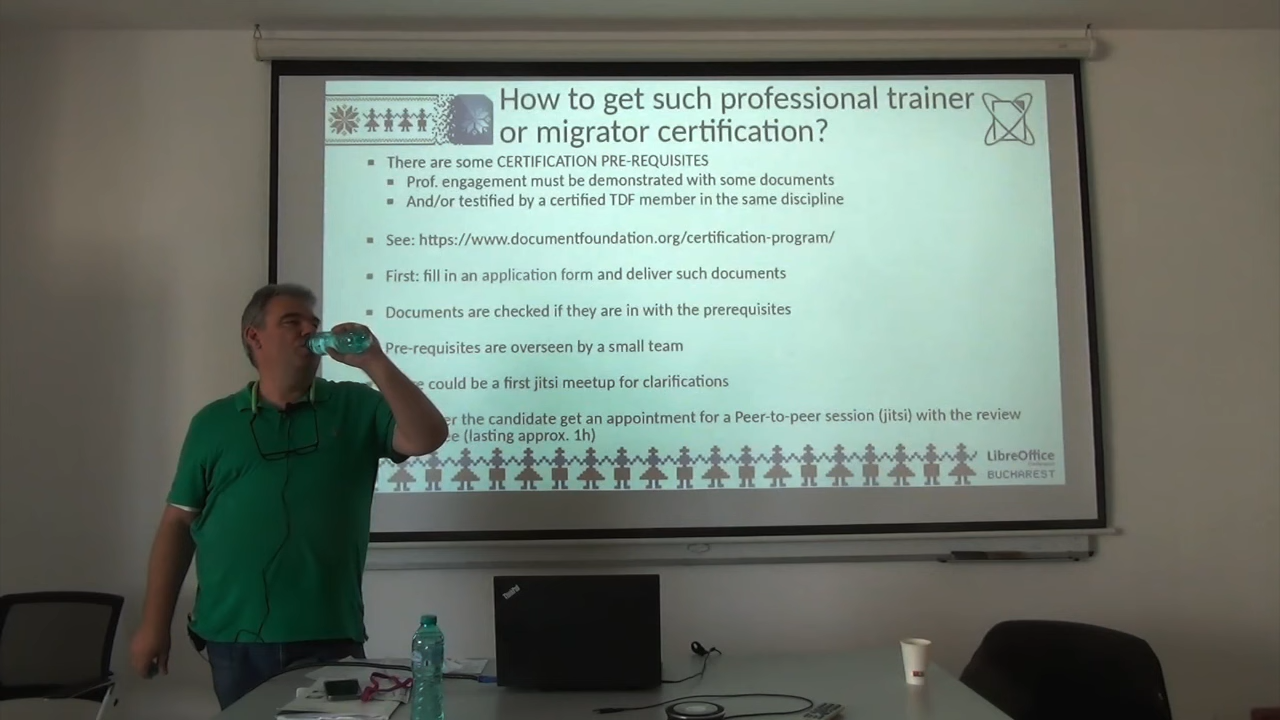 How to get such professional trainer
or migrator certification?
There are some CERTIFICATION PRE-REQUISITES
Prof. engagement must be demonstrated with some documents
And/or testified by a certified TDF member in the same discipline
See: https://www.documentfoundation.org/certification-program/
First: fill in an application form and deliver such documents
Documents are checked if they are in with the prerequisites
Pre-requisites are overseen by a small team
could be a first jitsi meetup for clarifications
the candidate get an appointment for a Peer-to-peer session (jitsi) with the review
(lasting approx. 1h)
LibreOffice
BUCHAREST
ThinkPad